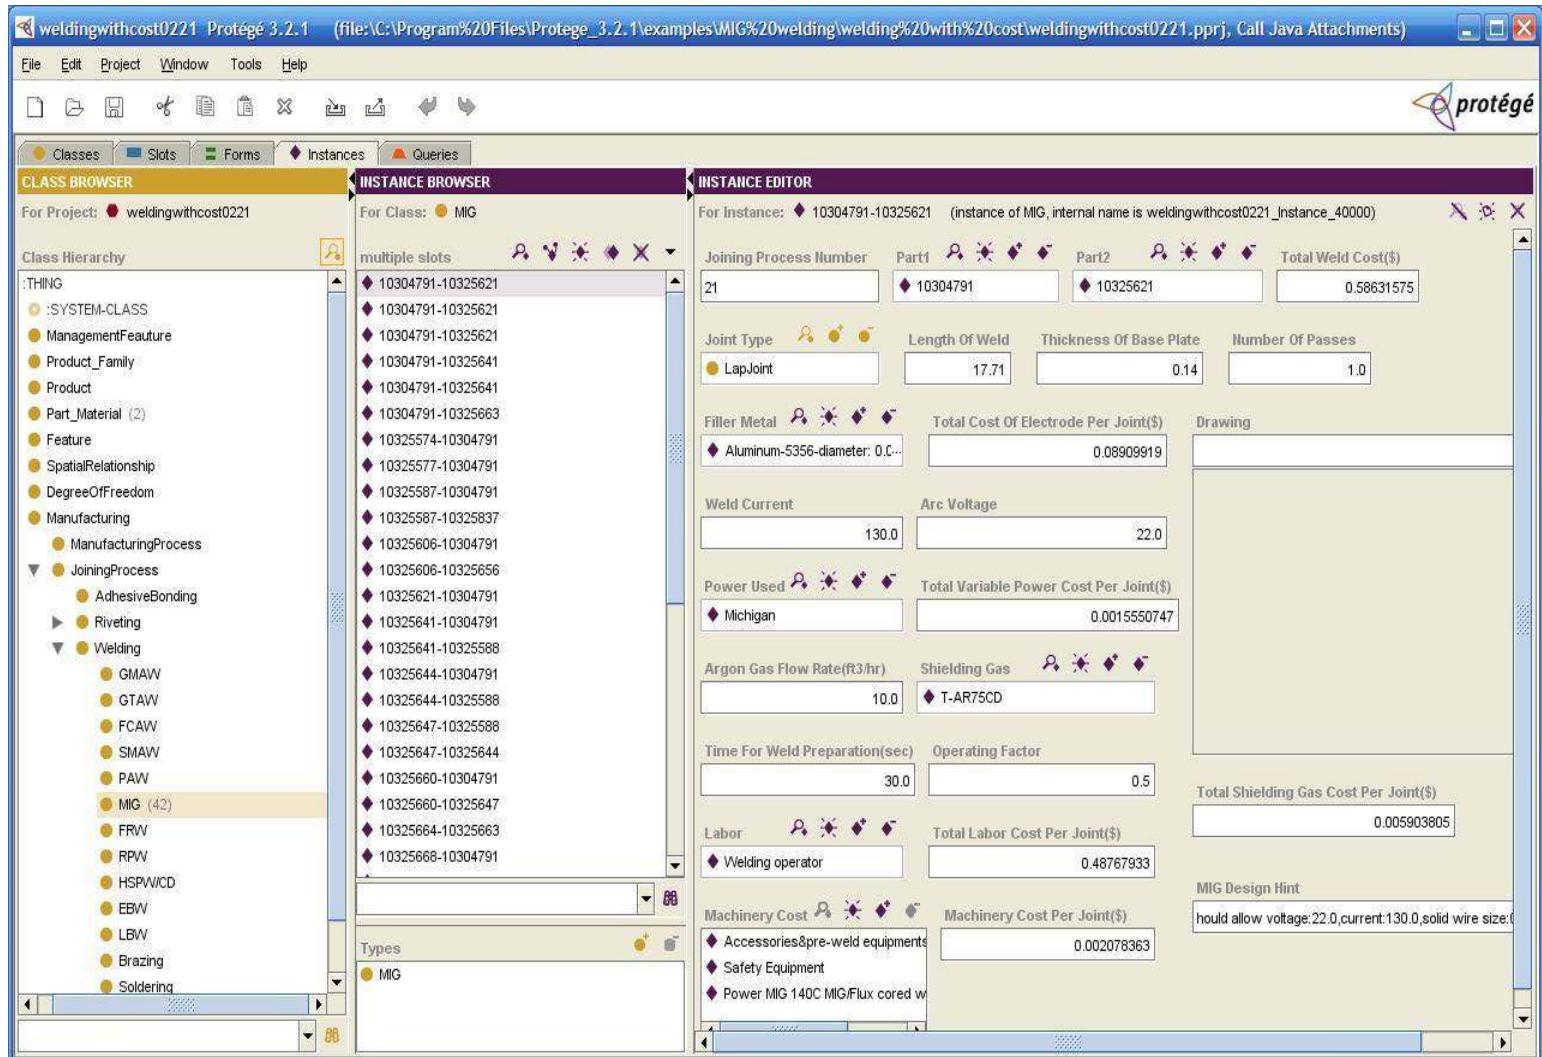 weldingwithcost0221 Protégé 3.2.1 (file:\C:\Program%20Files\Protege_3.2.1\examples\MIG%20welding\welding%20with%20cost\weldingwithcost0221.pprj, Call Java Attachments)
File Edit Project Window Tools Help
protégé
Classes Slots Forms Instances Queries
CLASS BROWSER
For Project: weldingwithcost0221
Class Hierarchy
:THING
:SYSTEM-CLASS
ManagementFeauture
Product_Family
Product
Part_Material (2)
Feature
SpatialRelationship
DegreeOfFreedom
Manufacturing
ManufacturingProcess
JoiningProcess
AdhesiveBonding
Riveting
Welding
GMAW
GTAW
FCAW
SMAW
PAW
MIG (42)
FRW
RPW
HSPW/CD
EBW
LBW
Brazing
Soldering
INSTANCE BROWSER
For Class: MIG
multiple slots
10304791-10325621
10304791-10325621
10304791-10325621
10304791-10325641
10304791-10325641
10304791-10325663
10325574-10304791
10325577-10304791
10325587-10304791
10325587-10325837
10325606-10304791
10325606-10325656
10325621-10304791
10325641-10304791
10325641-10325588
10325644-10304791
10325644-10325588
10325647-10325588
10325647-10325644
10325660-10304791
10325660-10325647
10325664-10325663
10325668-10304791
Types
MIG
INSTANCE EDITOR
For Instance: 10304791-10325621 (instance of MIG, internal name is weldingwithcost0221_Instance_40000)
Joining Process Number Part1 Part2 Total Weld Cost($)
21 10304791 10325621 0.58631575
Joint Type Length Of Weld Thickness Of Base Plate Number Of Passes
LapJoint 17.71 0.14 1.0
Filler Metal Total Cost Of Electrode Per Joint($) Drawing
Aluminum-5356-diameter: 0.0... 0.08909919
Weld Current Arc Voltage
130.0 22.0
Power Used Total Variable Power Cost Per Joint($)
Michigan 0.0015550747
Argon Gas Flow Rate(ft3/hr) Shielding Gas
10.0 T-AR75CD
Time For Weld Preparation(sec) Operating Factor
30.0 0.5
Total Shielding Gas Cost Per Joint($)
0.005903805
Labor Total Labor Cost Per Joint($)
Welding operator 0.48767933
MIG Design Hint
hould allow voltage:22.0,current:130.0,solid wire size:
Machinery Cost Machinery Cost Per Joint($)
Accessories&pre-weld equipments 0.002078363
Safety Equipment
Power MIG 140C MIG/Flux cored w